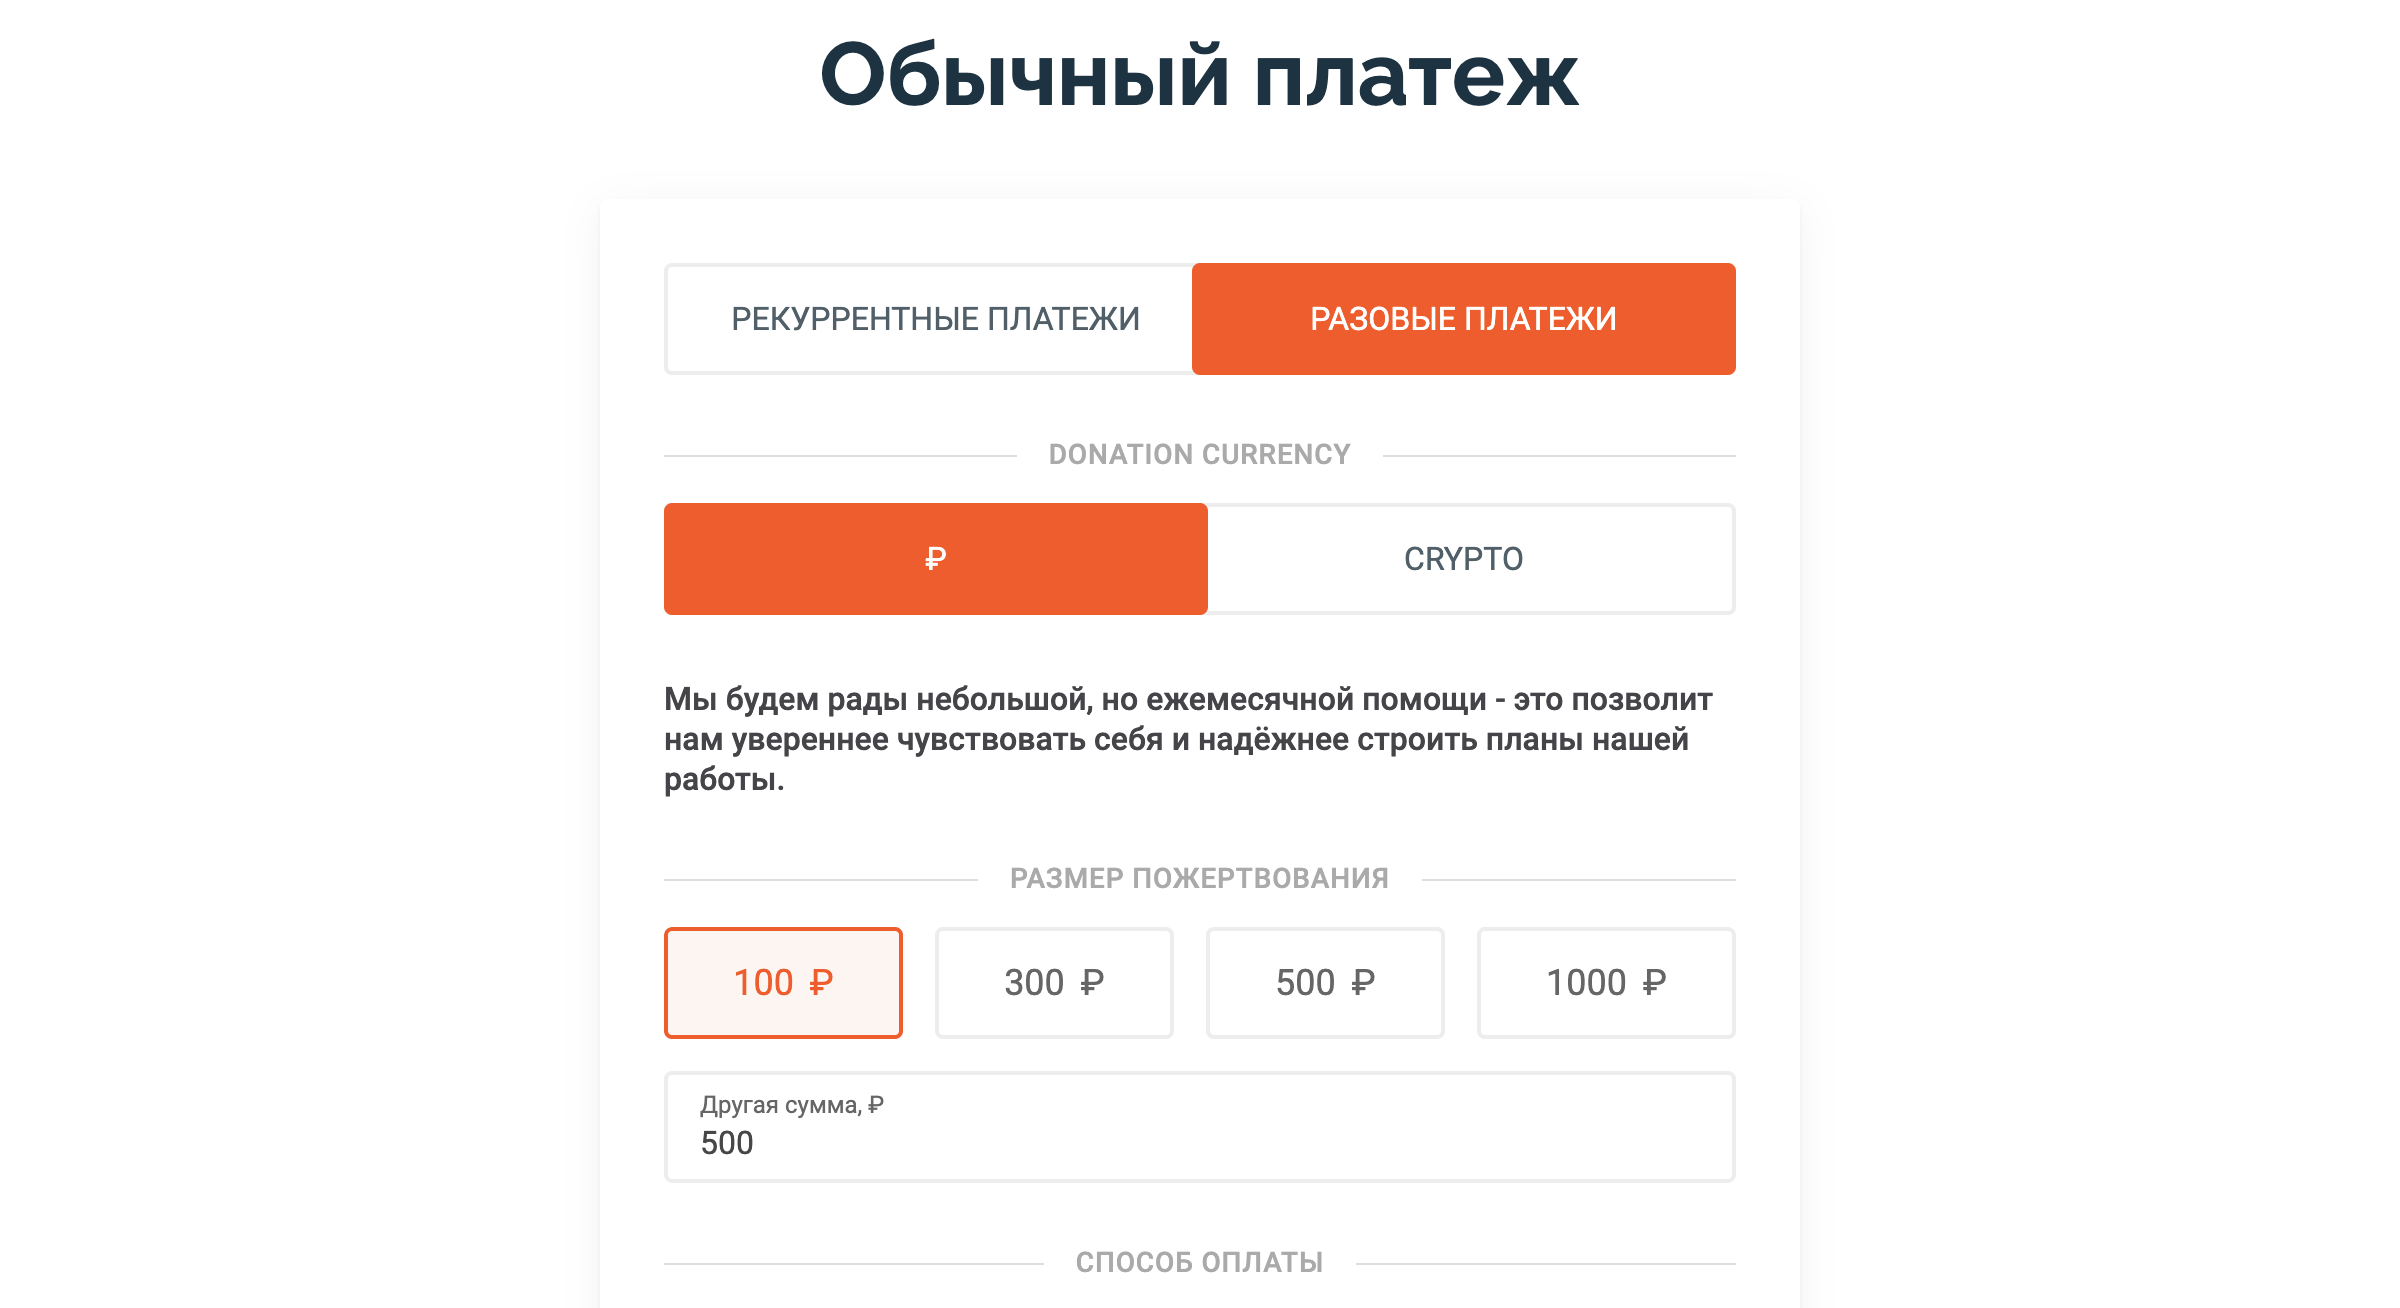 Обычный платеж
РЕКУРРЕНТНЫЕ ПЛАТЕЖИ
РАЗОВЫЕ ПЛАТЕЖИ
DONATION CURRENCY
₽
CRYPTO
Мы будем рады небольшой, но ежемесячной помощи - это позволит
нам увереннее чувствовать себя и надёжнее строить планы нашей
работы.
РАЗМЕР ПОЖЕРТВОВАНИЯ
100 ₽
300 ₽
500 ₽
1000 ₽
Другая сумма, ₽
500
СПОСОБ ОПЛАТЫ